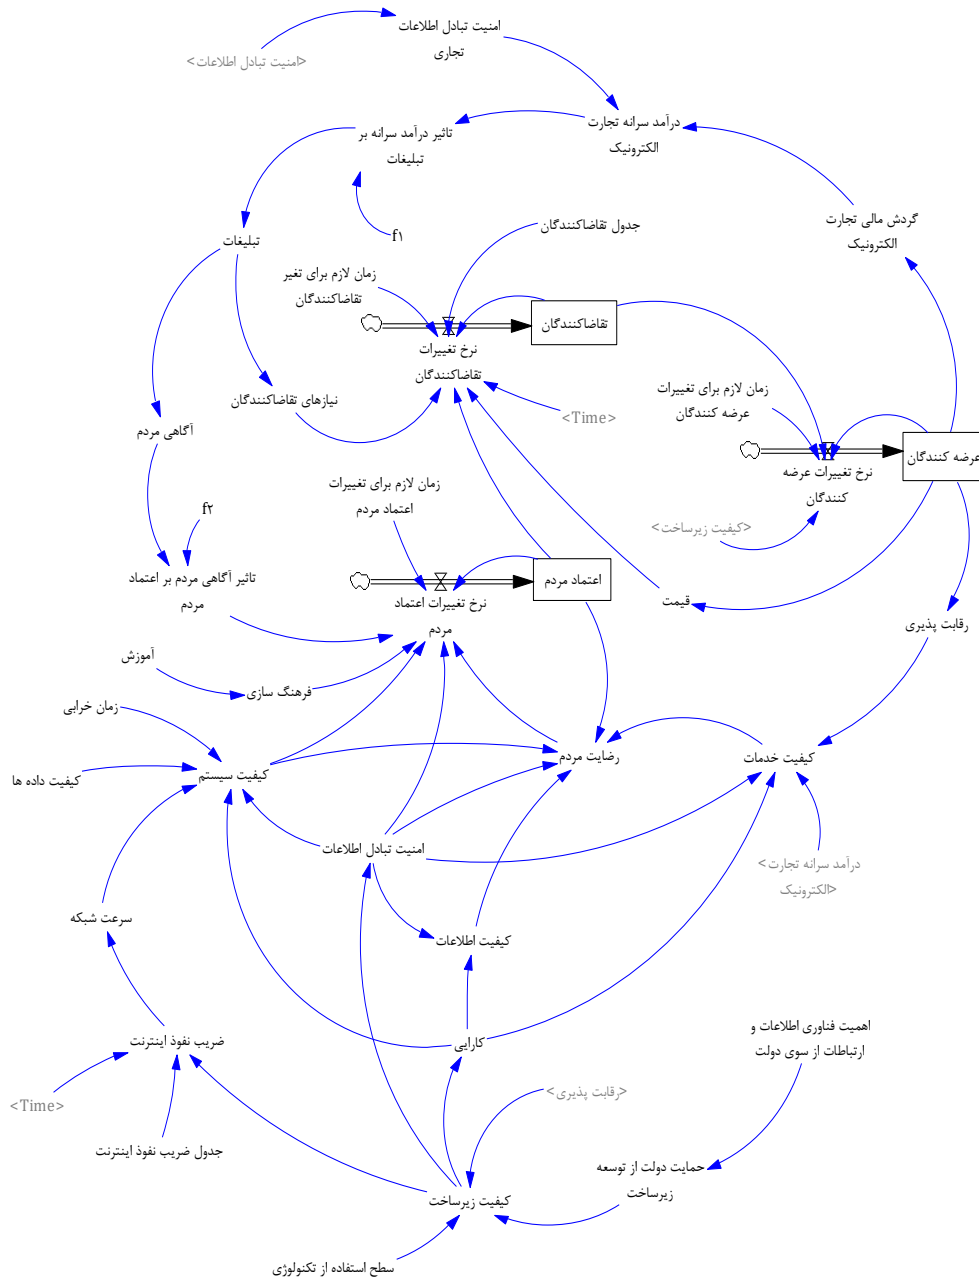 امنیت تبادل اطلاعات
تجاری
<امنیت تبادل اطلاعات>
درآمد سرانه تجارت
الکترونیک
تاثیر درآمد سرانه بر
تبلیغات
گردش مالی تجارت
الکترونیک
f۱
جدول تقاضاکنندگان
تبلیغات
زمان لازم برای تغیر
تقاضاکنندگان
تقاضاکنندگان
نرخ تغییرات
تقاضاکنندگان
نیازهای تقاضاکنندگان
زمان لازم برای تغییرات
عرضه کنندگان
<Time>
آگاهی مردم
عرضه کنندگان
نرخ تغییرات عرضه
کنندگان
زمان لازم برای تغییرات
اعتماد مردم
f۲
<کیفیت زیرساخت>
تاثیر آگاهی مردم بر اعتماد
مردم
اعتماد مردم
نرخ تغییرات اعتماد
مردم
قیمت
رقابت پذیری
آموزش
فرهنگ سازی
زمان خرابی
کیفیت داده ها
کیفیت سیستم
رضایت مردم
کیفیت خدمات
امنیت تبادل اطلاعات
<درآمد سرانه تجارت
الکترونیک>
سرعت شبکه
کیفیت اطلاعات
ضریب نفوذ اینترنت
کارایی
اهمیت فناوری اطلاعات و
ارتباطات از سوی دولت
<Time>
<رقابت پذیری>
جدول ضریب نفوذ اینترنت
حمایت دولت از توسعه
زیرساخت
کیفیت زیرساخت
سطح استفاده از تکنولوژی